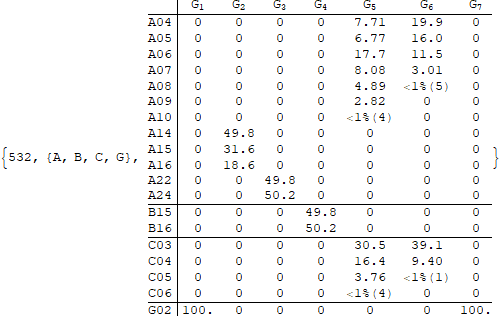 G1 G2 G3 G4 G5 G6 G7
A04 0 0 0 0 7.71 19.9 0
A05 0 0 0 0 6.77 16.0 0
A06 0 0 0 0 17.7 11.5 0
A07 0 0 0 0 8.08 3.01 0
A08 0 0 0 0 4.89 <1%(5) 0
A09 0 0 0 0 2.82 0 0
A10 0 0 0 0 <1%(4) 0 0
A14 0 49.8 0 0 0 0 0
A15 0 31.6 0 0 0 0 0
{532, {A, B, C, G}, }
A16 0 18.6 0 0 0 0 0
A22 0 0 49.8 0 0 0 0
A24 0 0 50.2 0 0 0 0
B15 0 0 0 49.8 0 0 0
B16 0 0 0 50.2 0 0 0
C03 0 0 0 0 30.5 39.1 0
C04 0 0 0 0 16.4 9.40 0
C05 0 0 0 0 3.76 <1%(1) 0
C06 0 0 0 0 <1%(4) 0 0
G02 100. 0 0 0 0 0 100.